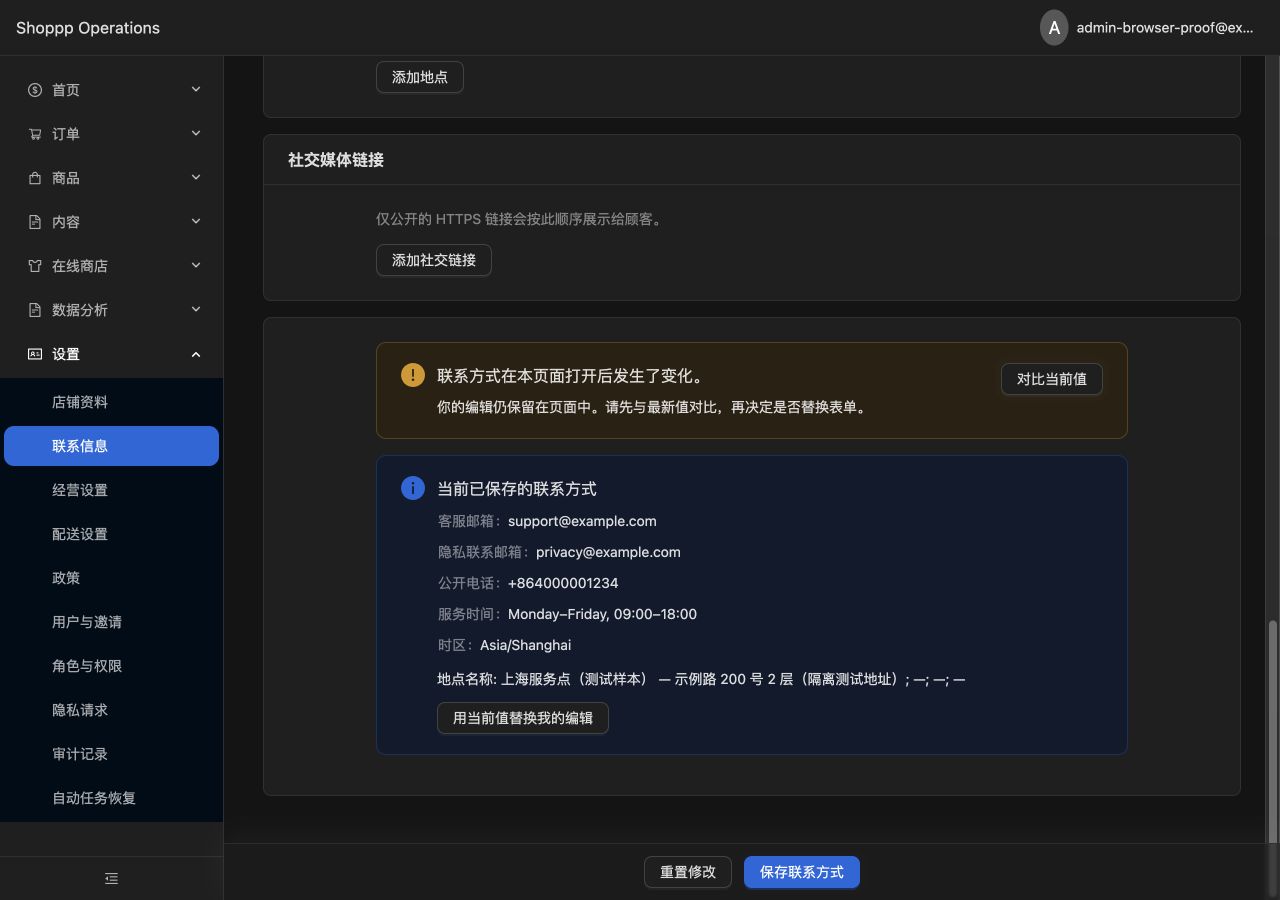 Shoppp Operations
A
admin-browser-proof@ex...
首页
订单
商品
内容
在线商店
数据分析
设置
店铺资料
联系信息
经营设置
配送设置
政策
用户与邀请
角色与权限
隐私请求
审计记录
自动任务恢复
添加地点
社交媒体链接
仅公开的 HTTPS 链接会按此顺序展示给顾客。
添加社交链接
联系方式在本页面打开后发生了变化。
对比当前值
你的编辑仍保留在页面中。请先与最新值对比，再决定是否替换表单。
当前已保存的联系方式
客服邮箱：support@example.com
隐私联系邮箱：privacy@example.com
公开电话：+864000001234
服务时间：Monday–Friday, 09:00–18:00
时区：Asia/Shanghai
地点名称: 上海服务点（测试样本） — 示例路 200 号 2 层（隔离测试地址）; —; —; —
用当前值替换我的编辑
重置修改
保存联系方式